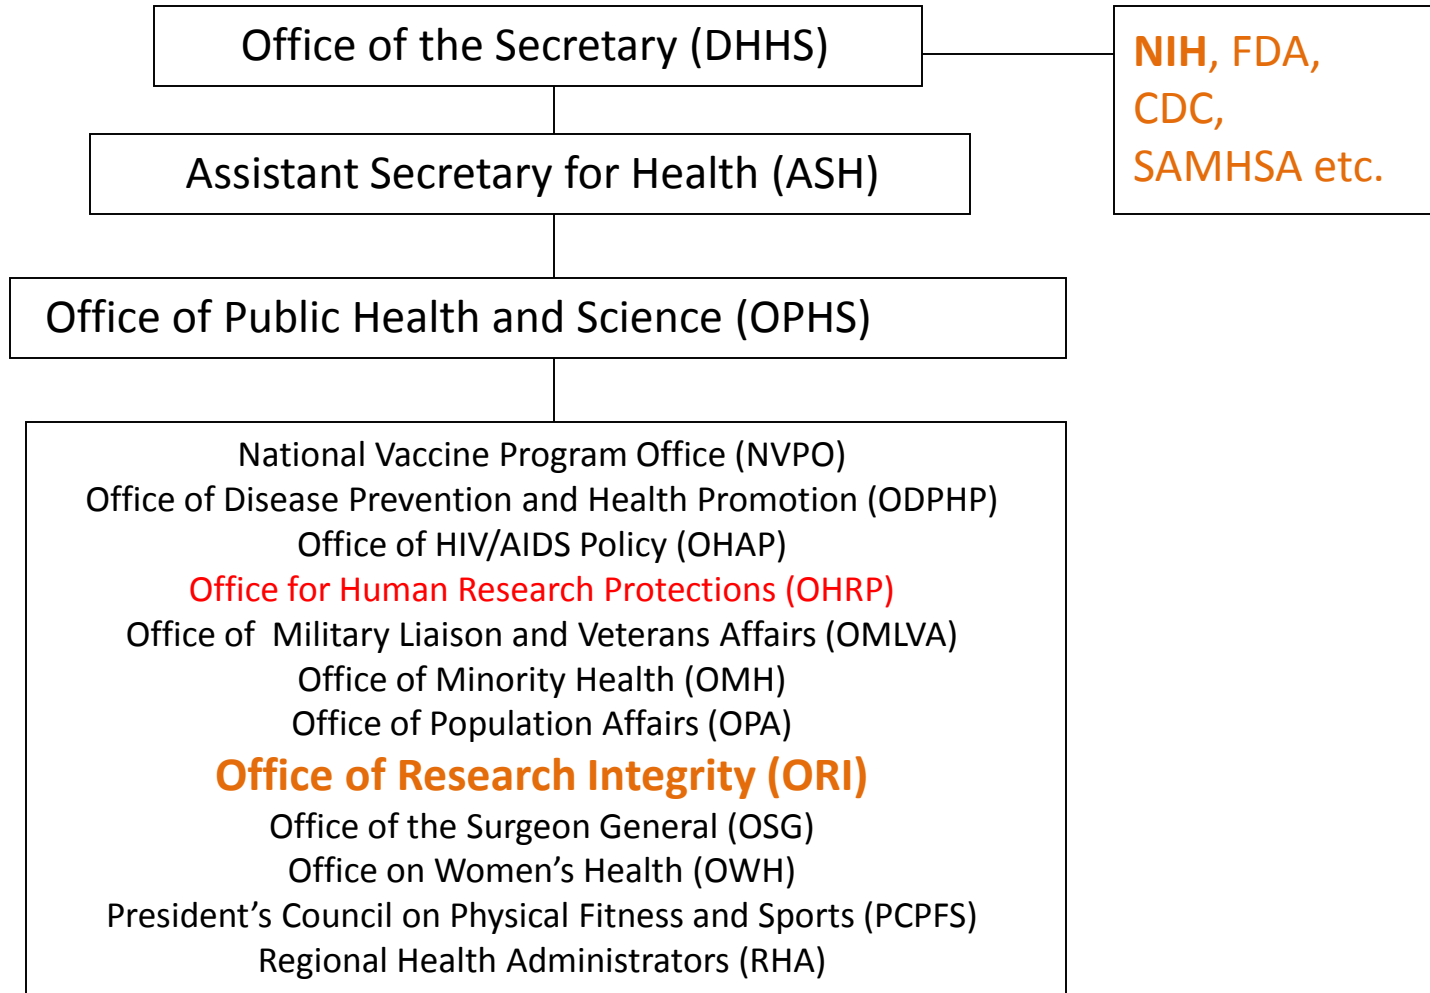 Office of the Secretary (DHHS)
NIH, FDA,
CDC,
SAMHSA etc.
Assistant Secretary for Health (ASH)
Office of Public Health and Science (OPHS)
National Vaccine Program Office (NVPO)
Office of Disease Prevention and Health Promotion (ODPHP)
Office of HIV/AIDS Policy (OHAP)
Office for Human Research Protections (OHRP)
Office of  Military Liaison and Veterans Affairs (OMLVA)
Office of Minority Health (OMH)
Office of Population Affairs (OPA)
Office of Research Integrity (ORI)
Office of the Surgeon General (OSG)
Office on Women’s Health (OWH)
President’s Council on Physical Fitness and Sports (PCPFS)
Regional Health Administrators (RHA)